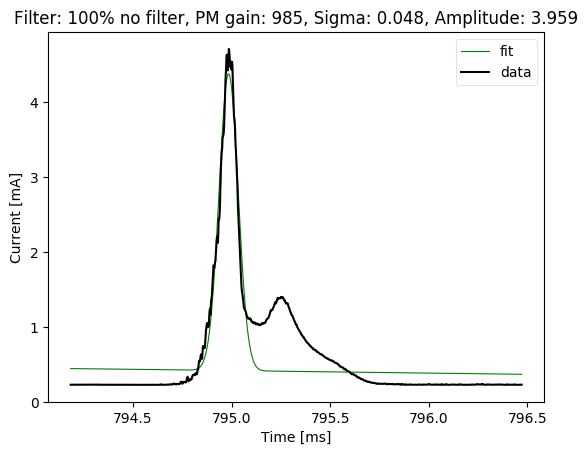 Filter: 100% no filter, PM gain: 985, Sigma: 0.048, Amplitude: 3.959
fit
data
4
3
2
1
0
Current [mA]
794.5 795.0 795.5 796.0 796.5
Time [ms]